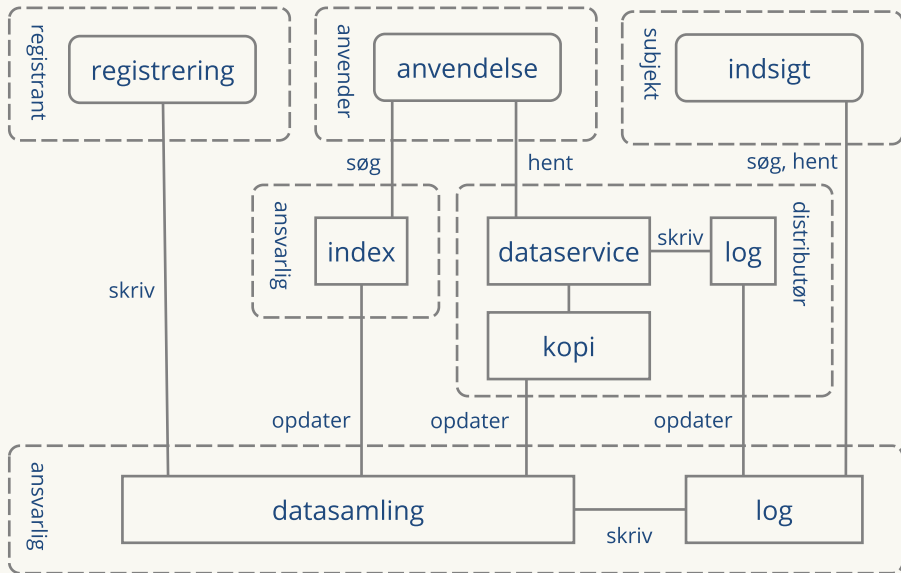 registrant
registrering
anvender
anvendelse
subjekt
indsigt
søg
hent
søg, hent
ansvarlig
index
dataservice
skriv
log
distributør
skriv
kopi
opdater
opdater
opdater
ansvarlig
datasamling
skriv
log